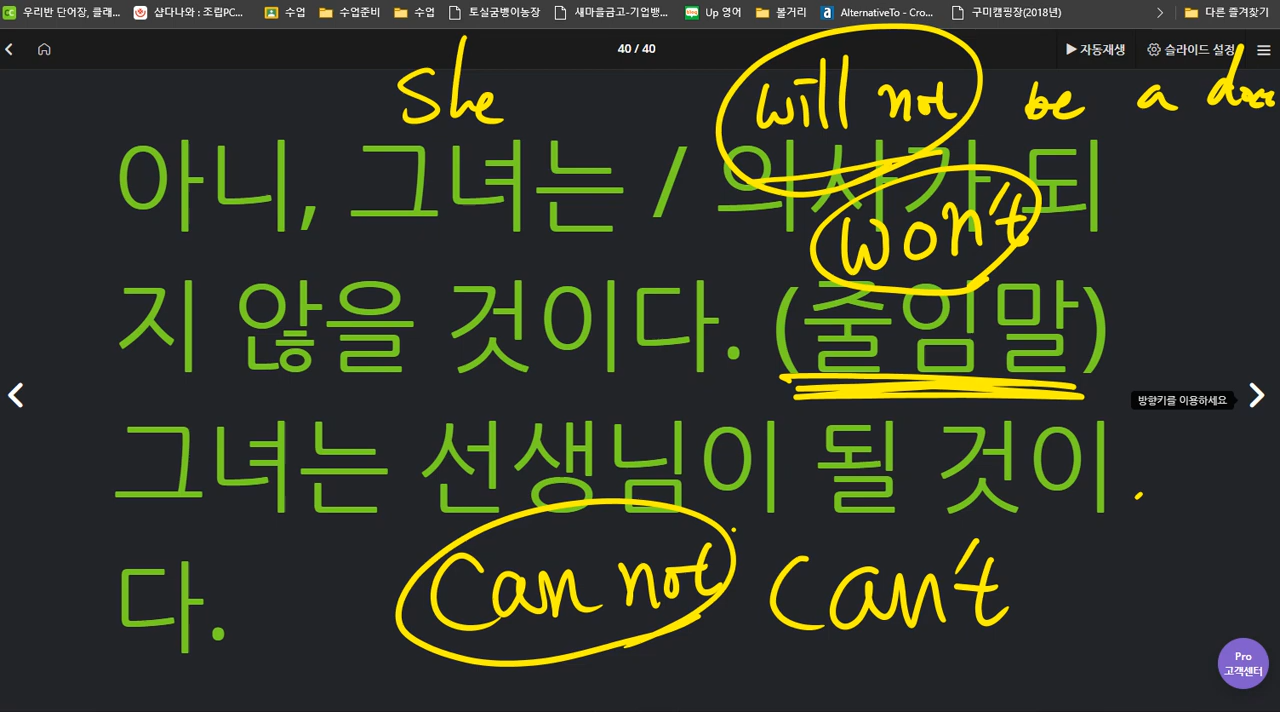 우리반 단어장, 클래... 샵다나와 : 조립PC... 수업 수업준비 수업 토실굼벵이농장 새마을금고-기업뱅... Up 영어 볼거리 AlternativeTo - Cro... 구미캠핑장(2018년) 다른 즐겨찾기
40 / 40 자동재생 슬라이드 설정
She will not be a
아니, 그녀는 / 의사가 되
won't
지 않을 것이다. (줄임말)
방향키를 이용하세요
그녀는 선생님이 될 것이
다.
Can not Can't
Pro
고객센터